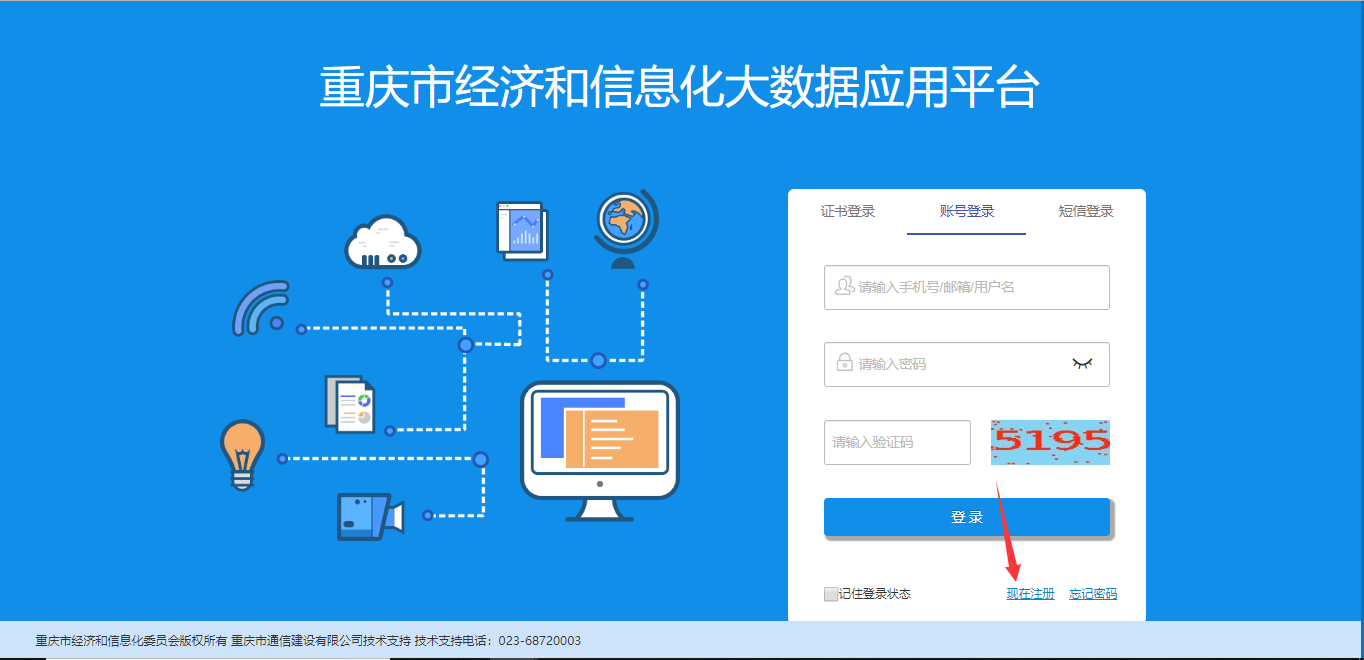 重庆市经济和信息化大数据应用平台
证书登录 账号登录 短信登录
请输入手机号/邮箱/用户名
请输入密码
请输入验证码 5195
登录
记住登录状态 现在注册 忘记密码
重庆市经济和信息化委员会版权所有 重庆市通信建设有限公司技术支持 技术支持电话：023-68720003